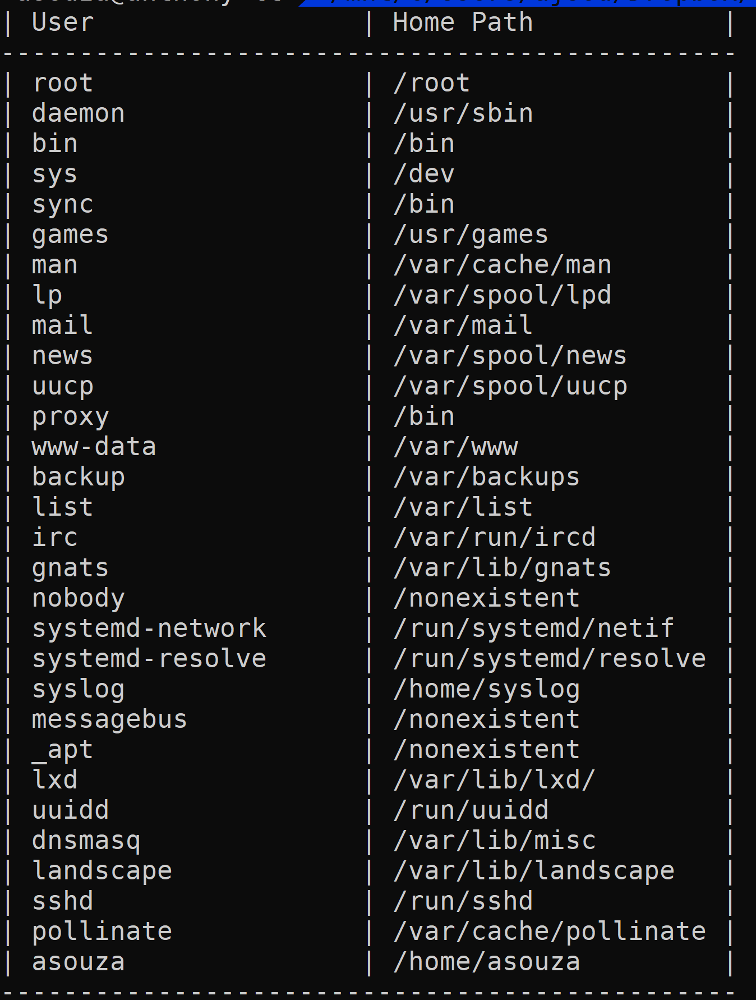 | User                 | Home Path            |
-----------------------------------------------
| root                 | /root                |
| daemon               | /usr/sbin            |
| bin                  | /bin                 |
| sys                  | /dev                 |
| sync                 | /bin                 |
| games                | /usr/games           |
| man                  | /var/cache/man       |
| lp                   | /var/spool/lpd       |
| mail                 | /var/mail            |
| news                 | /var/spool/news      |
| uucp                 | /var/spool/uucp      |
| proxy                | /bin                 |
| www-data             | /var/www             |
| backup               | /var/backups         |
| list                 | /var/list            |
| irc                  | /var/run/ircd        |
| gnats                | /var/lib/gnats       |
| nobody               | /nonexistent         |
| systemd-network      | /run/systemd/netif   |
| systemd-resolve      | /run/systemd/resolve |
| syslog               | /home/syslog         |
| messagebus           | /nonexistent         |
| _apt                 | /nonexistent         |
| lxd                  | /var/lib/lxd/        |
| uuidd                | /run/uuidd           |
| dnsmasq              | /var/lib/misc        |
| landscape            | /var/lib/landscape   |
| sshd                 | /run/sshd            |
| pollinate            | /var/cache/pollinate |
| asouza               | /home/asouza         |
-----------------------------------------------